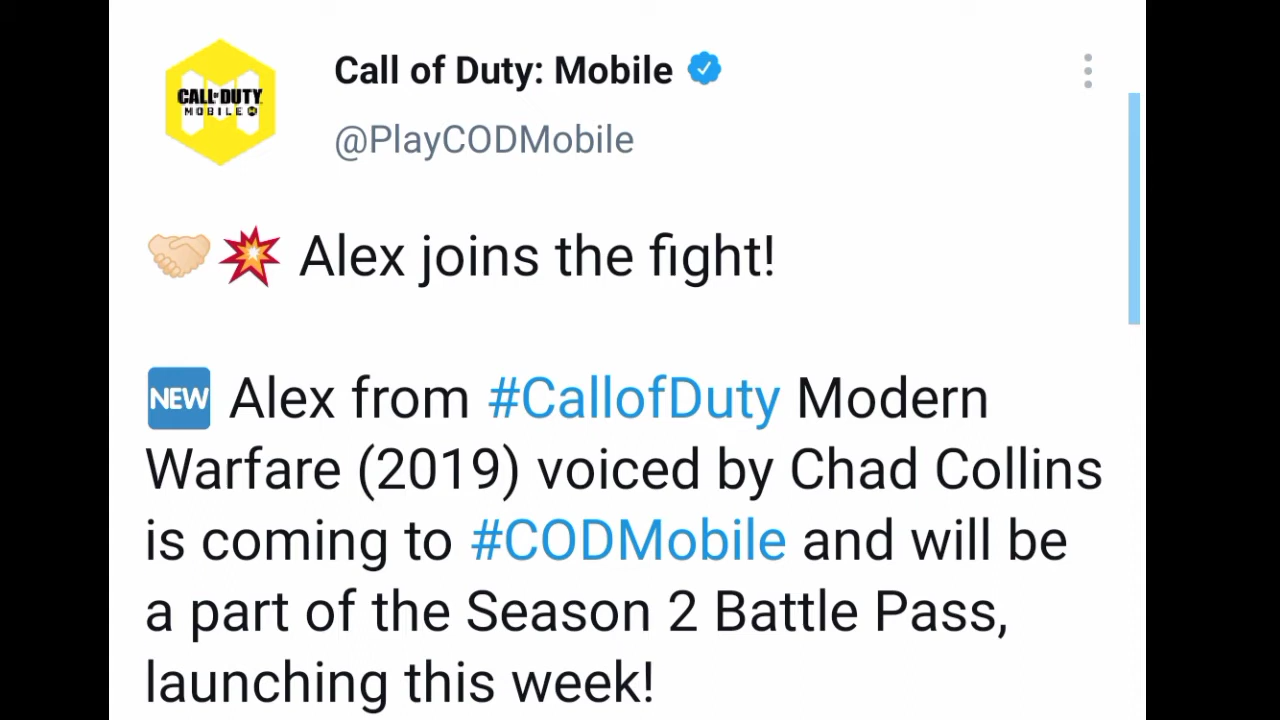 CALL OF DUTY
MOBILE
Call of Duty: Mobile
@PlayCODMobile
🤝🏻💥 Alex joins the fight!
🆕 Alex from #CallofDuty Modern
Warfare (2019) voiced by Chad Collins
is coming to #CODMobile and will be
a part of the Season 2 Battle Pass,
launching this week!